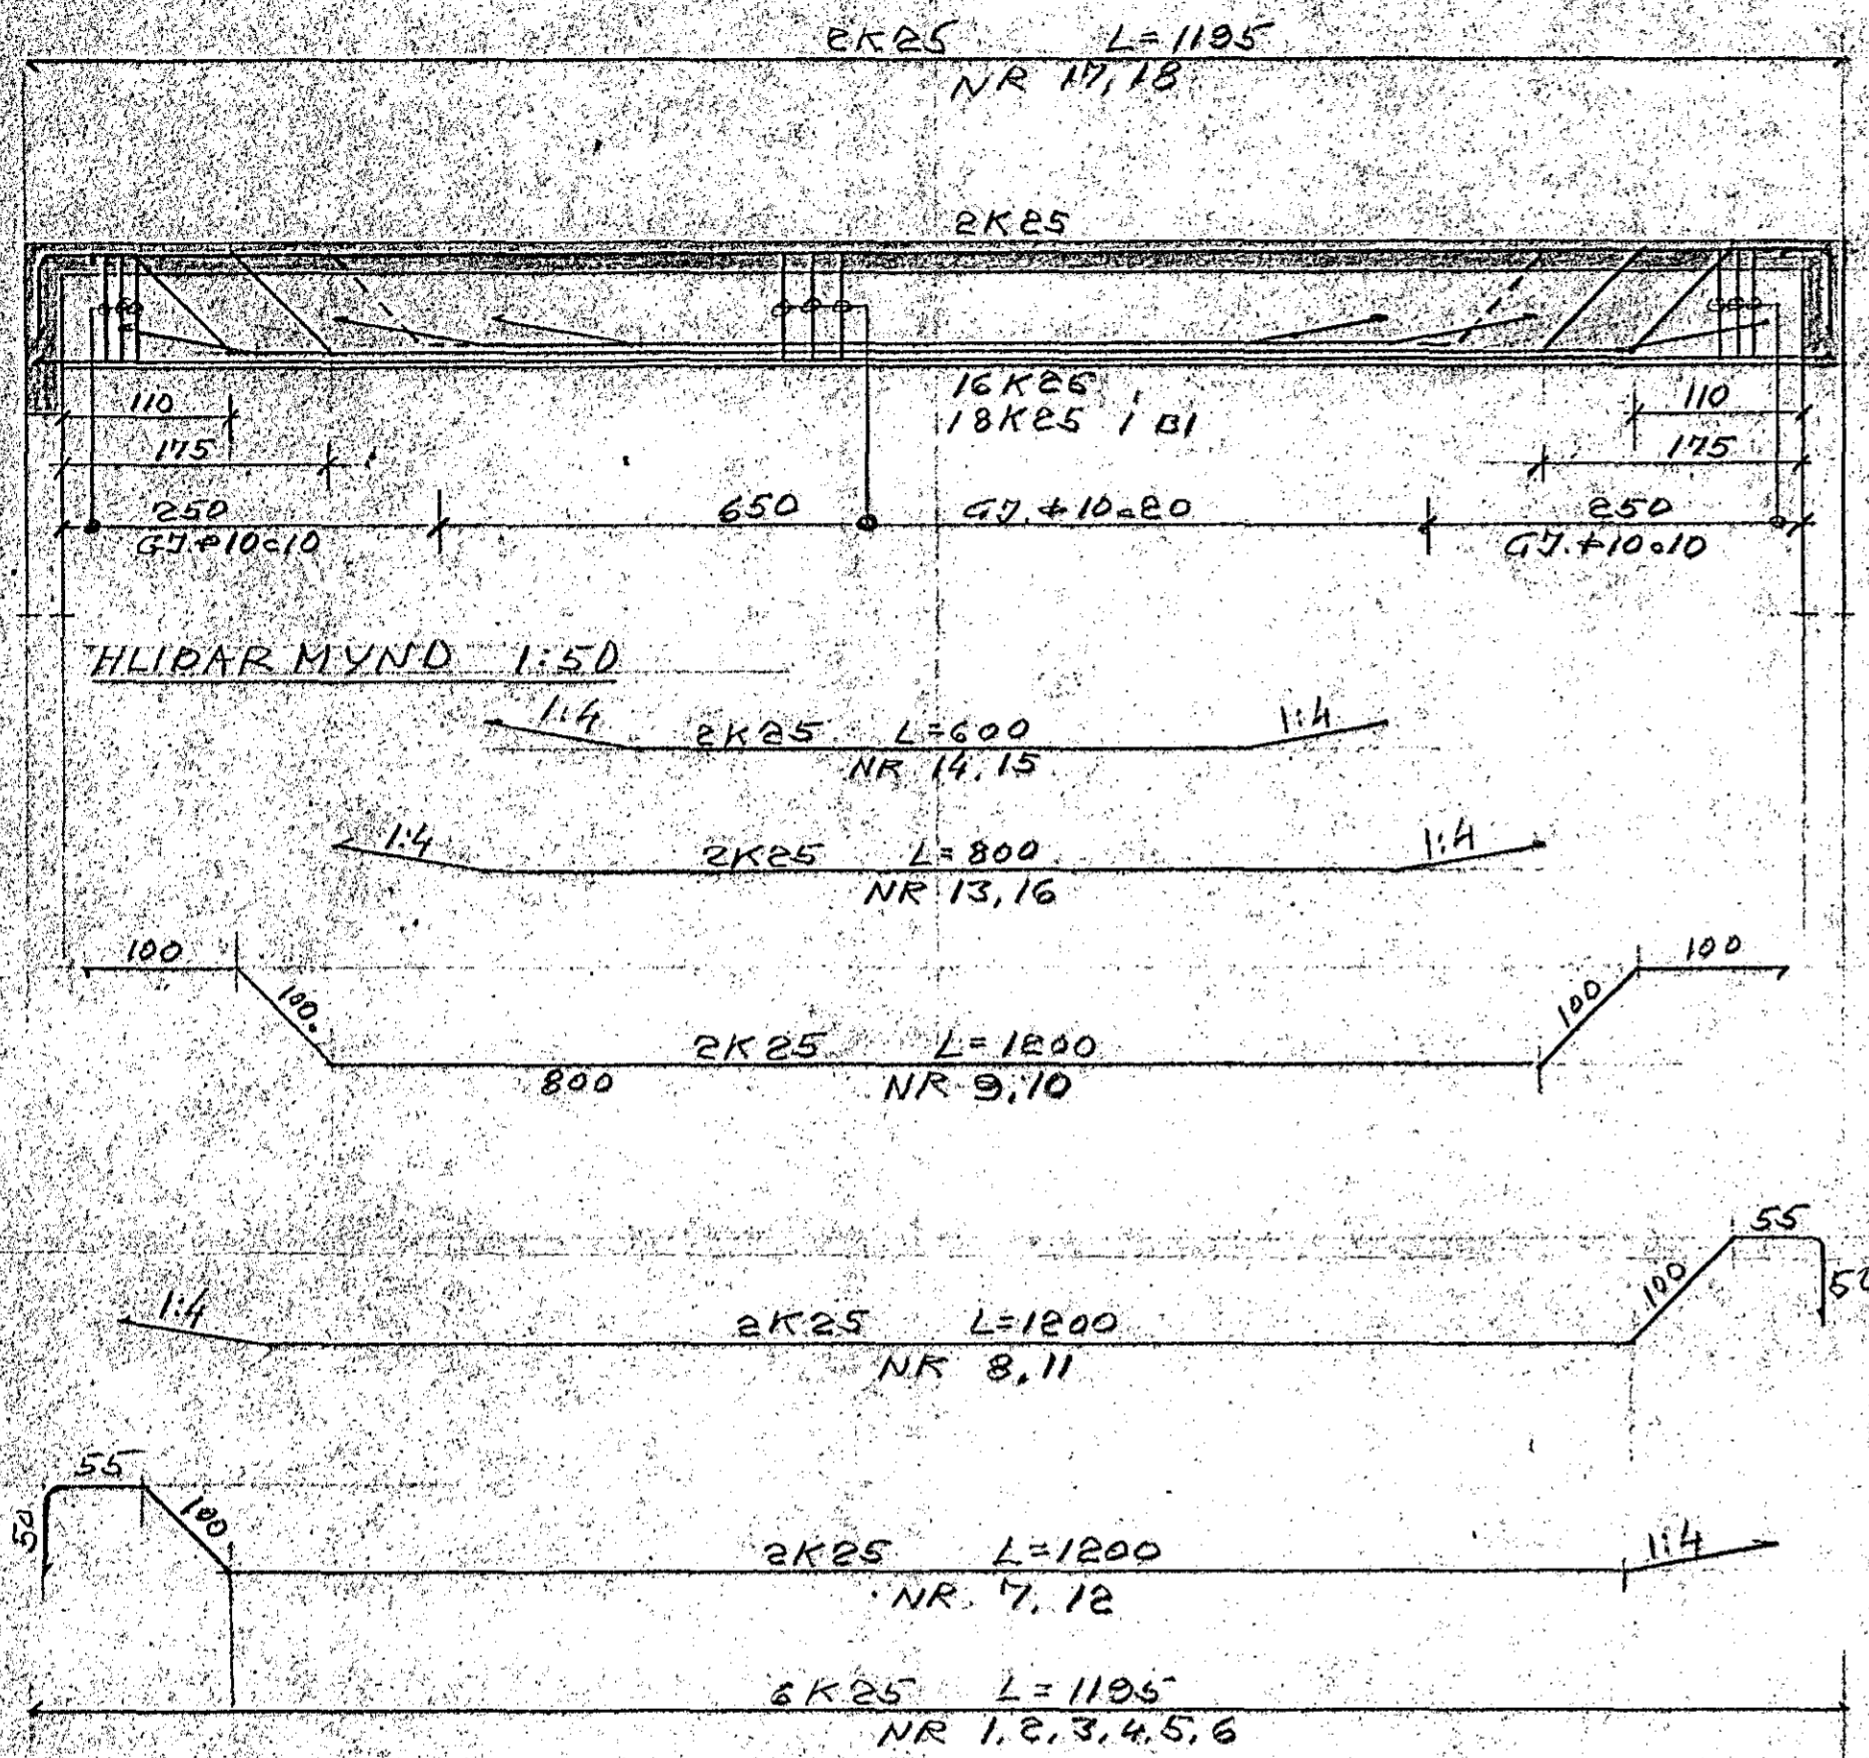 2K25 L=1195
NR 17,18
2K25
16K25
18K25 Í B1
110 110
175 175
250 650 GJ. ⌀10c20 250
GJ. ⌀10c10 GJ. ⌀10c10
HLIÐARMYND 1:50
1:4 2K25 L=600 1:4
NR 14,15
1:4 2K25 L=800 1:4
NR 13,16
100 100
100 100
2K25 L=1200
800 NR 9,10
55
100
1:4 2K25 L=1200
NR 8,11
55
50 100
2K25 L=1200 1:4
NR 7,12
6K25 L=1195
NR 1,2,3,4,5,6